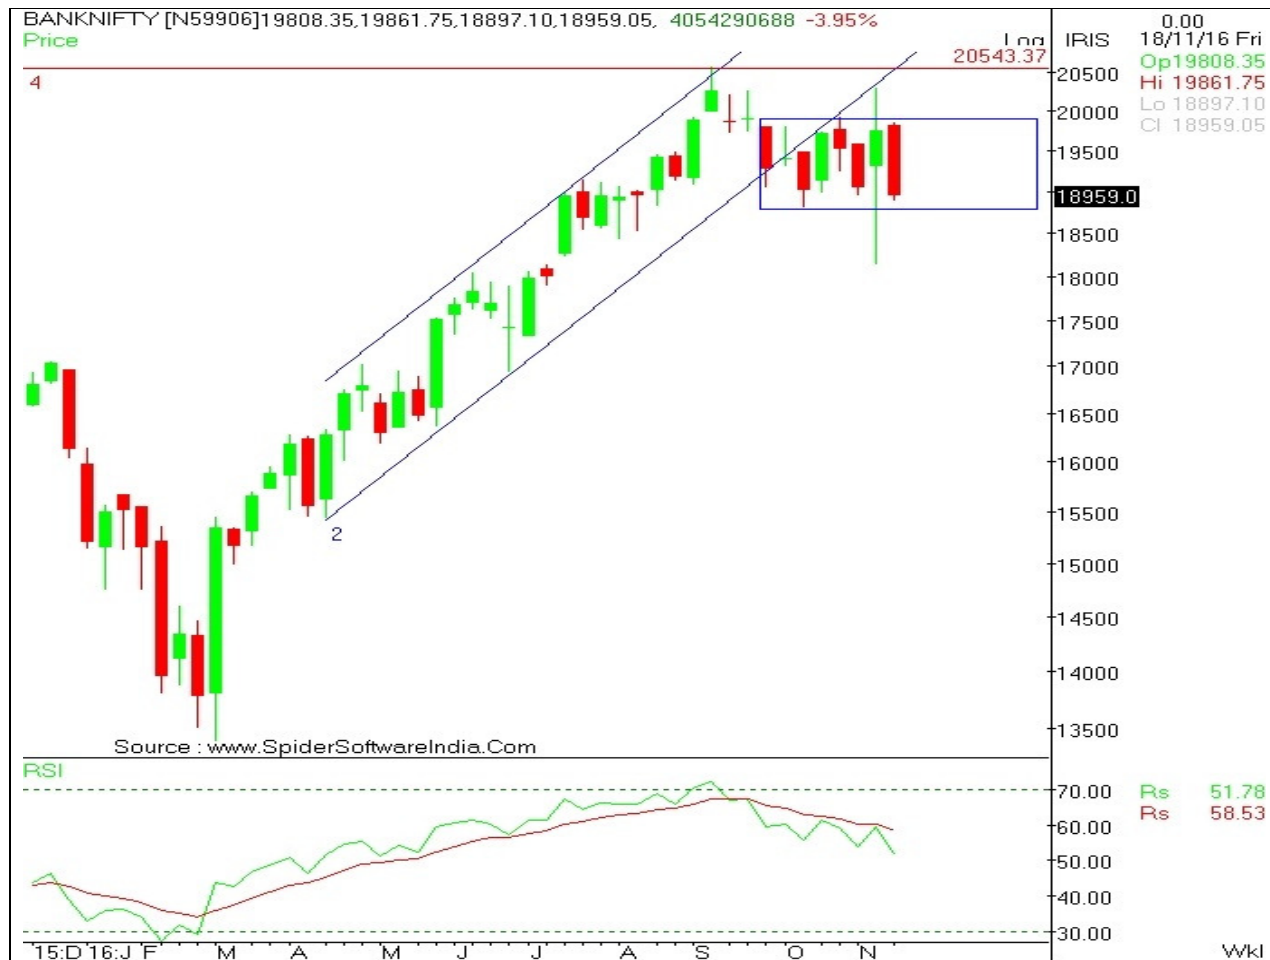 BANKNIFTY [N59906]19808.35,19861.75,18897.10,18959.05, 4054290688 -3.95%
0.00
Price
Log
IRIS
18/11/16 Fri
20543.37
Op19808.35
4
Hi 19861.75
Lo 18897.10
Cl 18959.05
20500
20000
19500
18959.0
18500
18000
17500
17000
16500
16000
15500
2
15000
14500
14000
13500
Source : www.SpiderSoftwareIndia.Com
RSI
70.00
Rs 51.78
60.00
Rs 58.53
50.00
40.00
30.00
15:D 16:J F M A M J J A S O N
Wkl